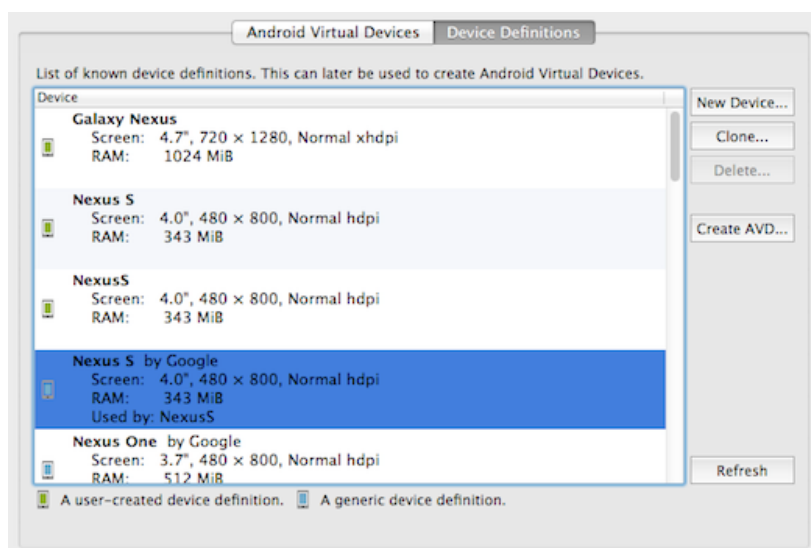 Android Virtual Devices
Device Definitions
List of known device definitions. This can later be used to create Android Virtual Devices.
Device
Galaxy Nexus
Screen: 4.7", 720 × 1280, Normal xhdpi
RAM: 1024 MiB
Nexus S
Screen: 4.0", 480 × 800, Normal hdpi
RAM: 343 MiB
NexusS
Screen: 4.0", 480 × 800, Normal hdpi
RAM: 343 MiB
Nexus S by Google
Screen: 4.0", 480 × 800, Normal hdpi
RAM: 343 MiB
Used by: NexusS
Nexus One by Google
Screen: 3.7", 480 × 800, Normal hdpi
RAM: 512 MiB
New Device...
Clone...
Delete...
Create AVD...
Refresh
A user-created device definition. A generic device definition.